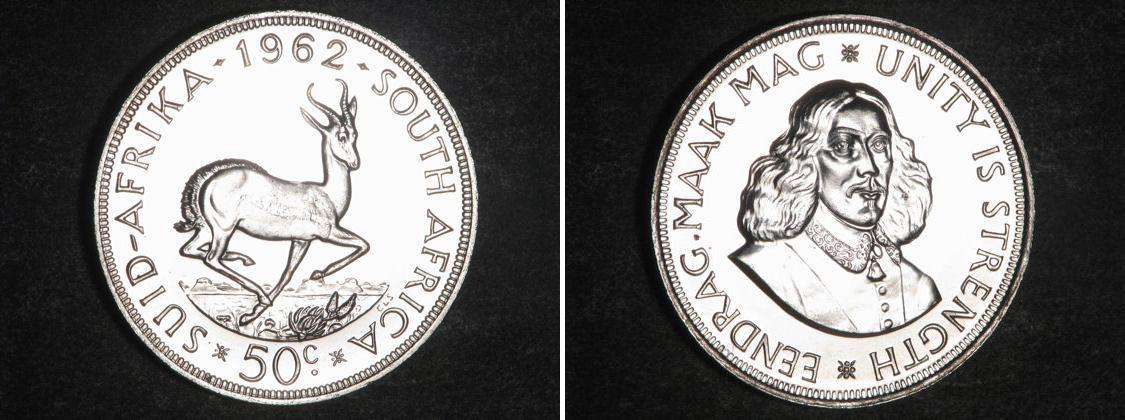 SUID-AFRIKA · 1962 · SOUTH AFRICA
50c
EENDRAG·MAAK MAG UNITY IS STRENGTH